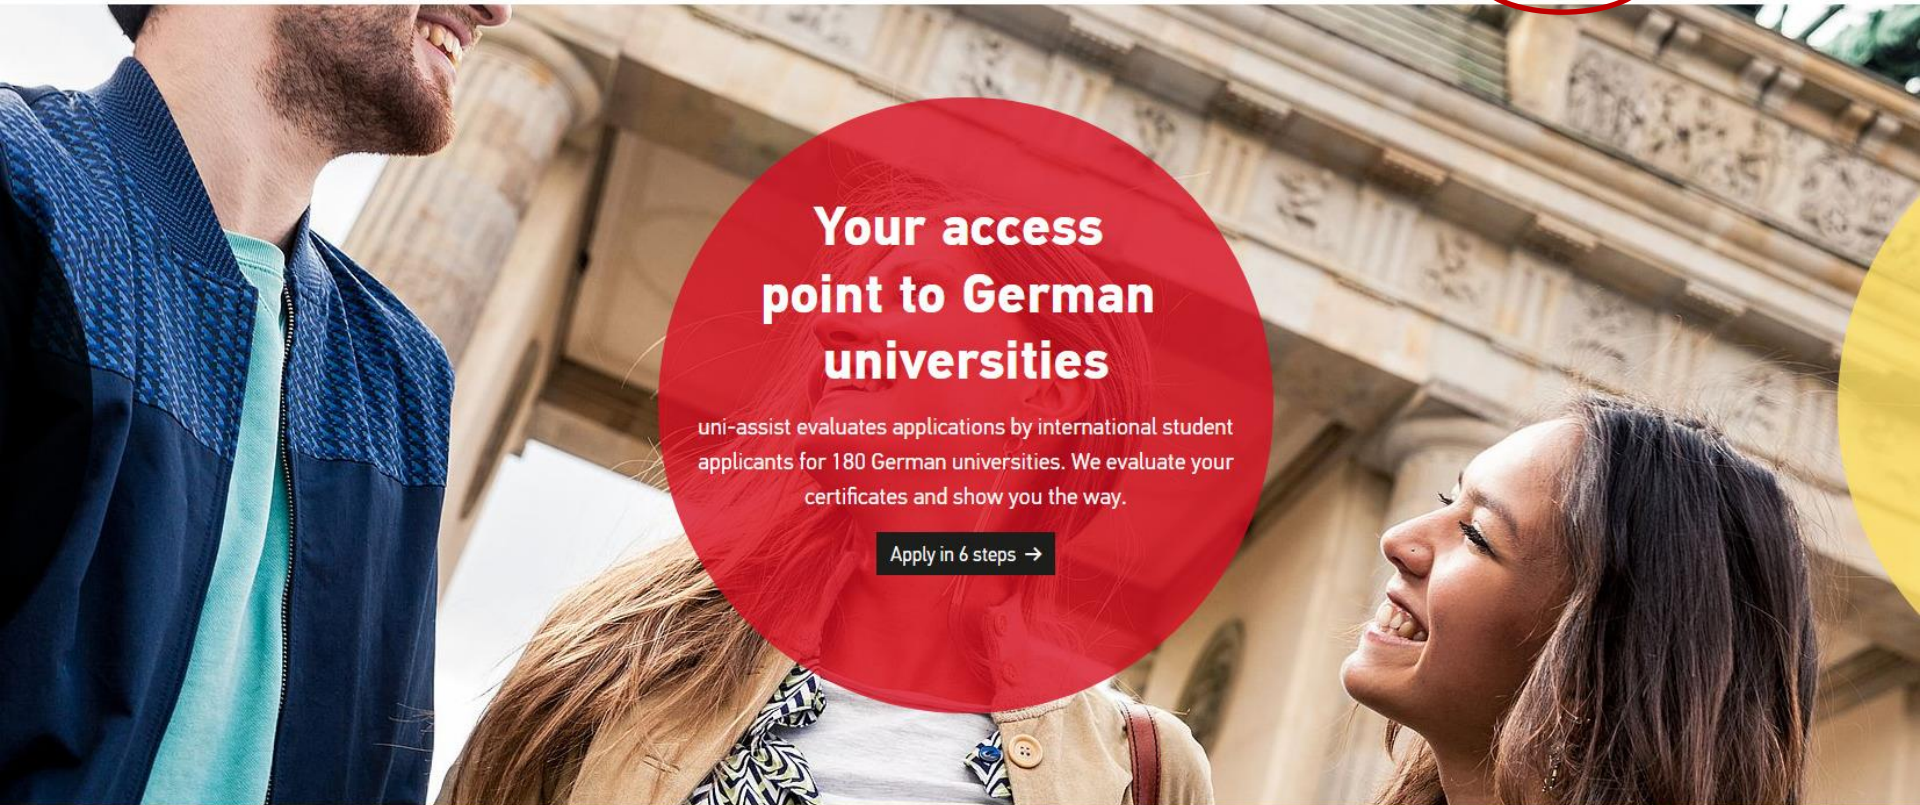 Your access
point to German
universities
uni-assist evaluates applications by international student
applicants for 180 German universities. We evaluate your
certificates and show you the way.
Apply in 6 steps →